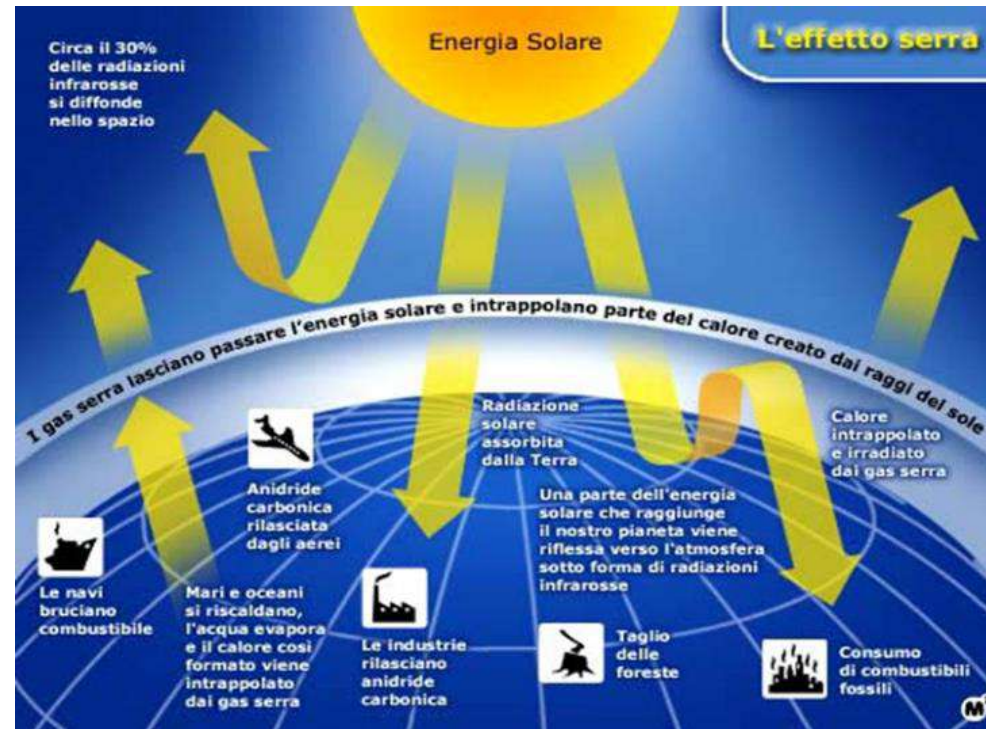 Circa il 30%
delle radiazioni
infrarosse
si diffonde
nello spazio
Energia Solare
L'effetto serra
I gas serra lasciano passare l'energia solare e intrappolano parte del calore creato dai raggi del sole
Radiazione
solare
assorbita
dalla Terra
Calore
intrappolato
e irradiato
dai gas serra
Anidride
carbonica
rilasciata
dagli aerei
Una parte dell'energia
solare che raggiunge
il nostro pianeta viene
riflessa verso l'atmosfera
sotto forma di radiazioni
infrarosse
Le navi
bruciano
combustibile
Mari e oceani
si riscaldano,
l'acqua evapora
e il calore così
formato viene
intrappolato
dai gas serra
Le industrie
rilasciano
anidride
carbonica
Taglio
delle
foreste
Consumo
di combustibili
fossili
M